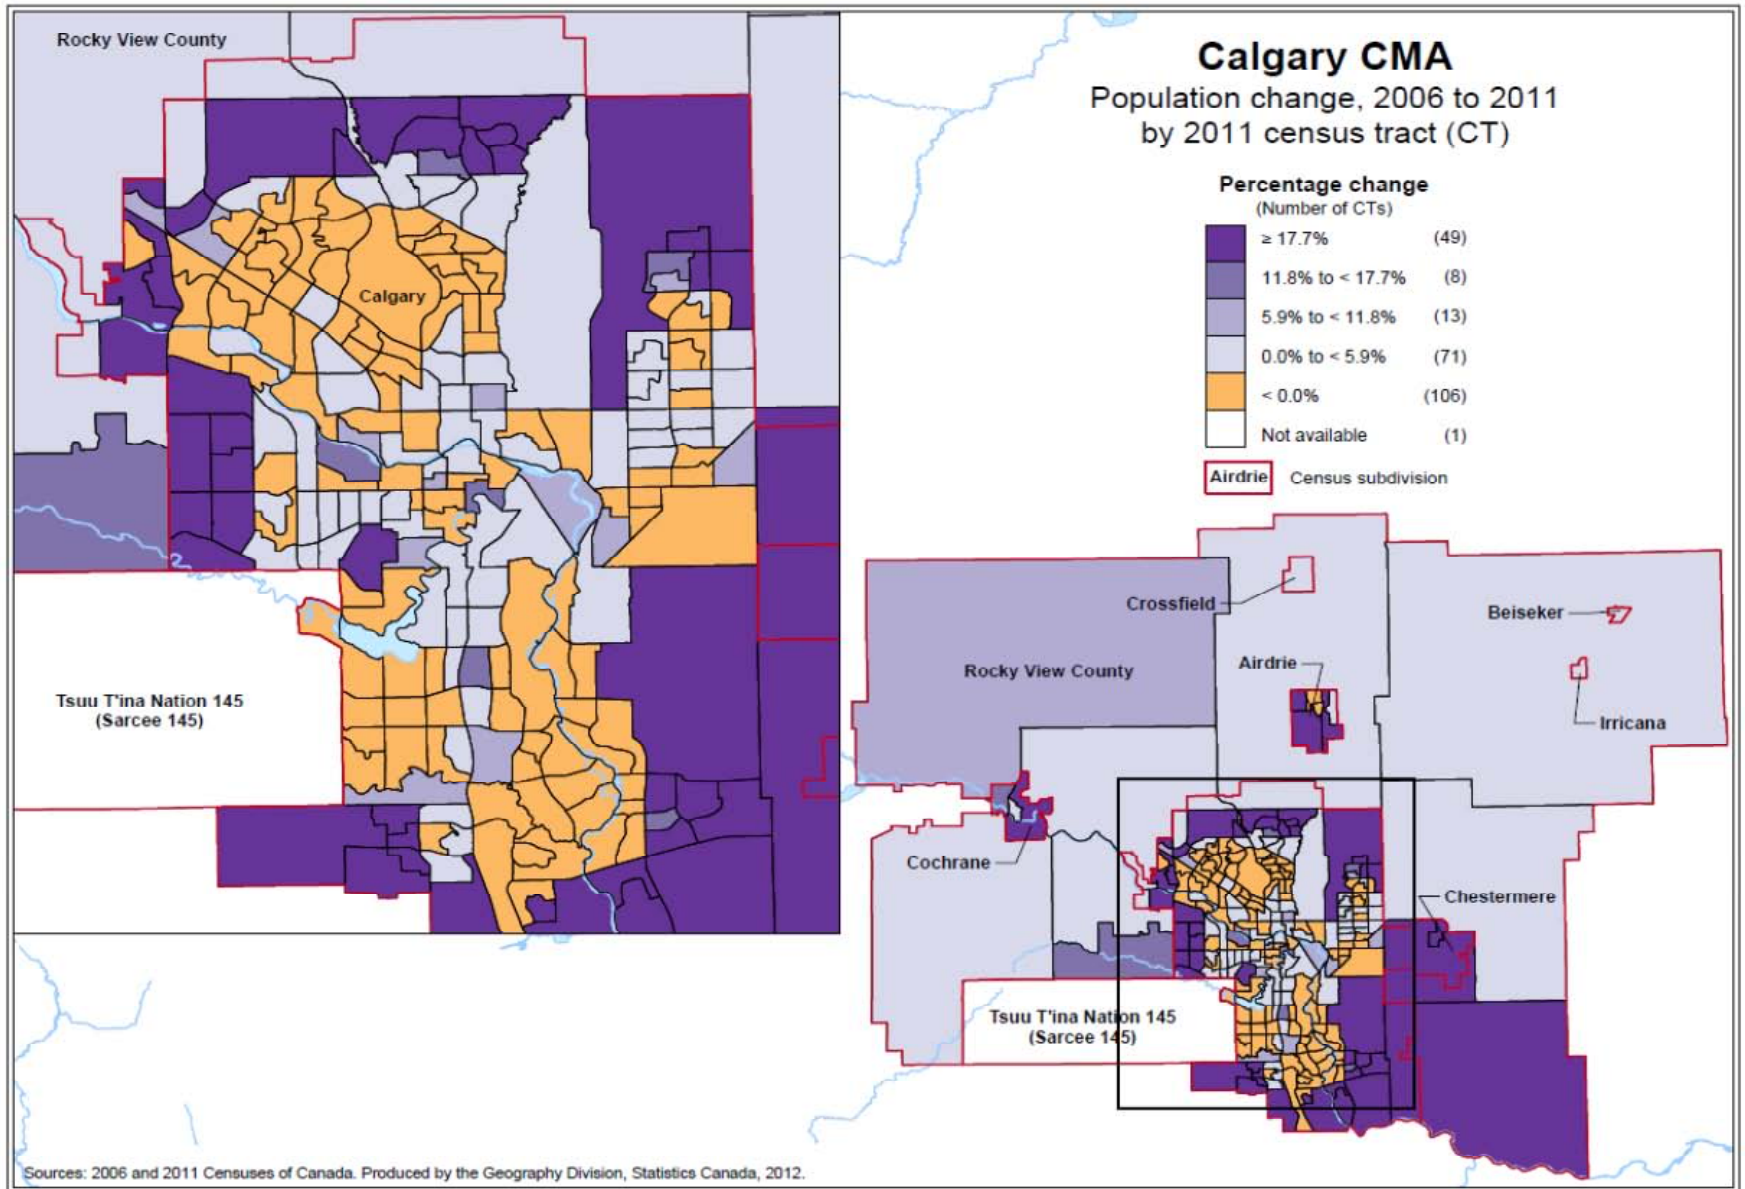 Calgary CMA
Population change, 2006 to 2011
by 2011 census tract (CT)
Percentage change
(Number of CTs)
≥ 17.7% (49)
11.8% to < 17.7% (8)
5.9% to < 11.8% (13)
0.0% to < 5.9% (71)
< 0.0% (106)
Not available (1)
Airdrie Census subdivision
Rocky View County
Calgary
Tsuu T'ina Nation 145
(Sarcee 145)
Crossfield
Beiseker
Airdrie
Rocky View County
Irricana
Cochrane
Chestermere
Tsuu T'ina Nation 145
(Sarcee 145)
Sources: 2006 and 2011 Censuses of Canada. Produced by the Geography Division, Statistics Canada, 2012.